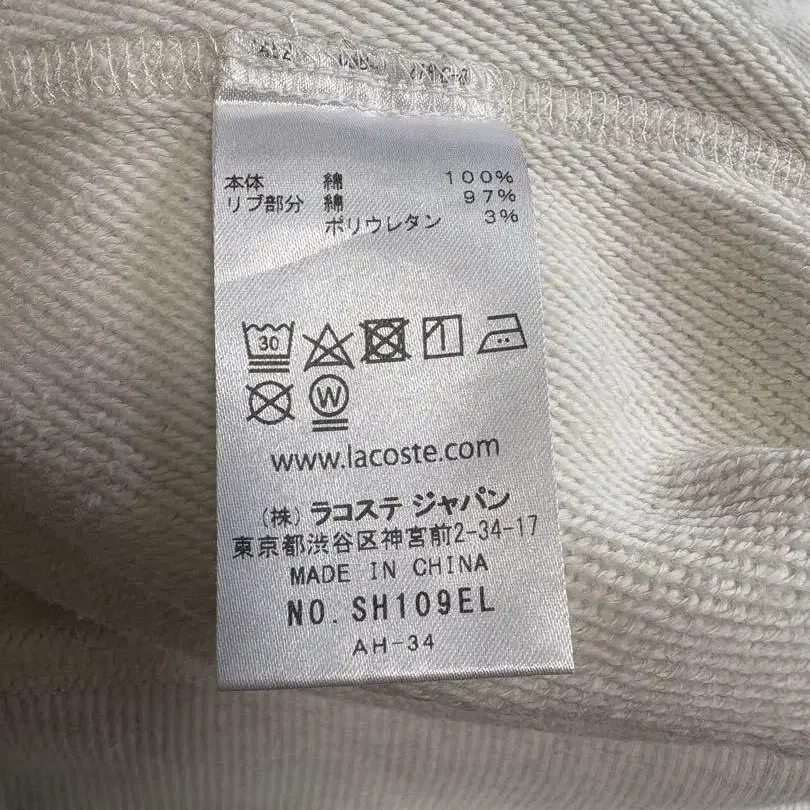 本体 綿 100%
リブ部分 綿 97%
ポリウレタン 3%
30
W
www.lacoste.com
(株) ラコステ ジャパン
東京都渋谷区神宮前2-34-17
MADE IN CHINA
NO. SH109EL
AH-34